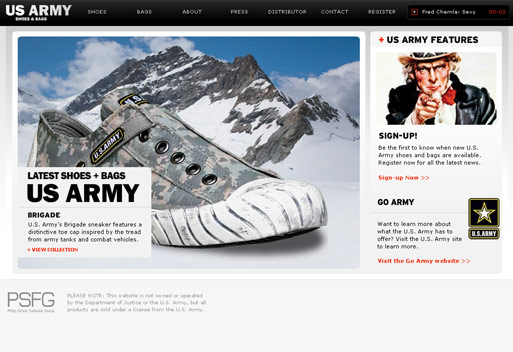 US ARMY
SHOES & BAGS
SHOES BAGS ABOUT PRESS DISTRIBUTOR CONTACT REGISTER
Fred Chemla: Sexy
U.S.ARMY
LATEST SHOES + BAGS
US ARMY
BRIGADE
U.S. Army's Brigade sneaker features a
distinctive toe cap inspired by the tread
from army tanks and combat vehicles.
+ VIEW COLLECTION
+ US ARMY FEATURES
SIGN-UP!
Be the first to know when new U.S.
Army shoes and bags are available.
Register now for all the latest news.
Sign-up Now >>
GO ARMY
Want to learn more about
what the U.S. Army has to
offer? Visit the U.S. Army site
to learn more.
Visit the Go Army website >>
U.S.ARMY
PSFG
PLEASE NOTE: This website is not owned or operated
by the Department of Justice or the U.S. Army, but all
products are sold under a license from the U.S. Army.